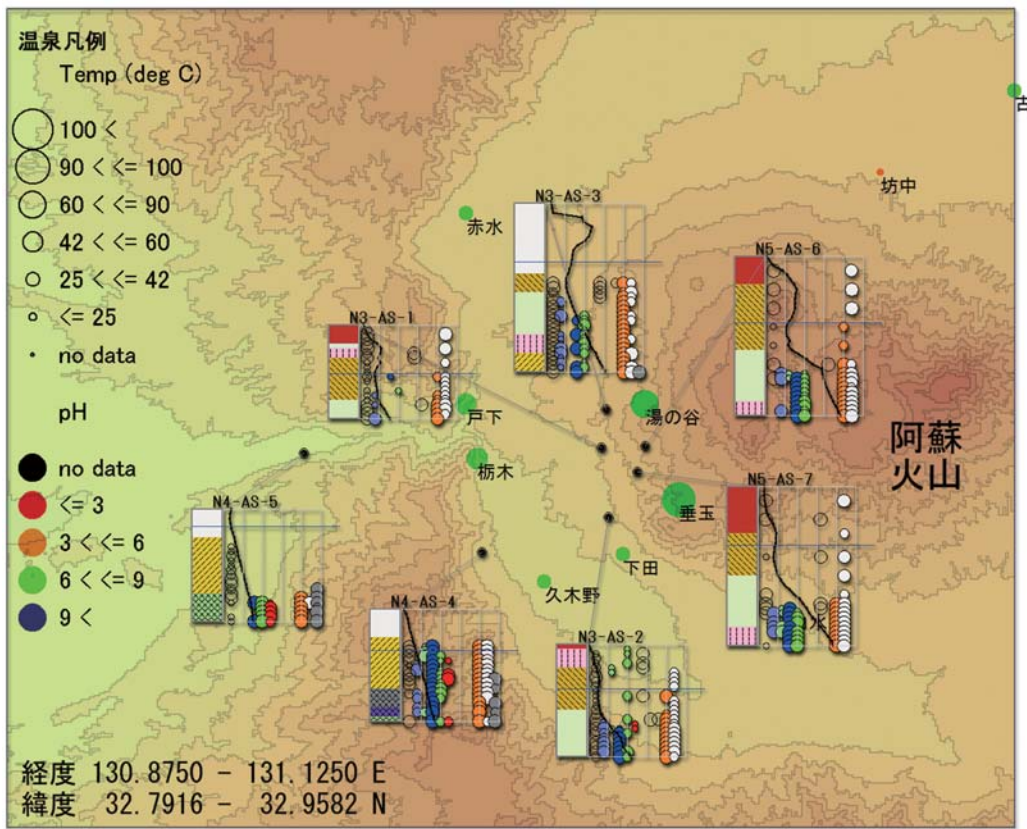 温泉凡例
Temp (deg C)
100 <
90 < <= 100
60 < <= 90
42 < <= 60
25 < <= 42
<= 25
no data
pH
no data
<= 3
3 < <= 6
6 < <= 9
9 <
古
坊中
赤水
N3-AS-3
N5-AS-6
N3-AS-1
戸下
湯の谷
阿蘇
火山
栃木
N4-AS-5
N5-AS-7
垂玉
下田
久木野
水
N4-AS-4
N3-AS-2
経度 130.8750 - 131.1250 E
緯度 32.7916 - 32.9582 N